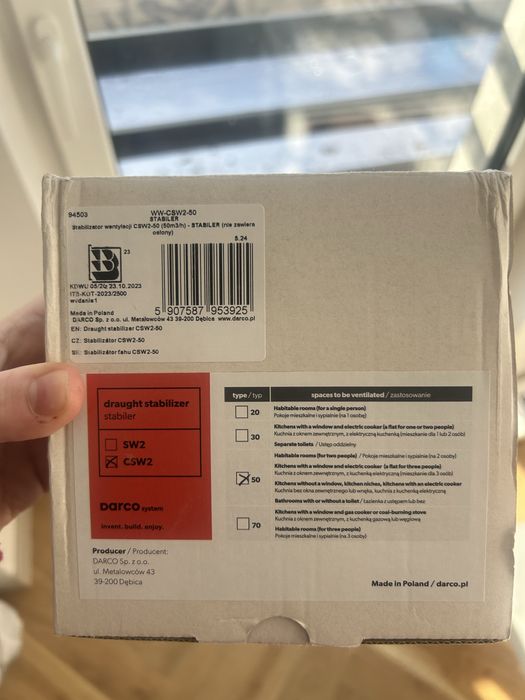 94503
WW-CSW2-50
STABILER
Stabilizator wentylacji CSW2-50 (50m3/h) - STABILER (nie zawiera osłony)
5.24
B
23
KDWU 05/20/ 23.10.2023
ITB-KOT-2023/2500
wydanie1
5 907587 953925
Made in Poland
DARCO Sp. z o.o. ul. Metalowców 43 39-200 Dębica www.darco.pl
EN: Draught stabilizer CSW2-50
CZ: Stabilizátor CSW2-50
SK: Stabilizátor ťahu CSW2-50
draught stabilizer
stabiler
SW2
CSW2
Darco system
invent. build. enjoy.
Producer / Producent:
DARCO Sp. z o.o.
ul. Metalowców 43
39-200 Dębica
type / typ
spaces to be ventilated / zastosowanie
20
Habitable rooms (for a single person)
Pokoje mieszkalne i sypialnie (na 1 osobę)
30
Kitchens with a window and electric cooker (a flat for one or two people)
Kuchnia z oknem zewnętrznym, z elektryczną kuchenką (mieszkanie dla 1 lub 2 osób)
Separate toilets / Ustęp oddzielny
50
Habitable rooms (for two people) / Pokoje mieszkalne i sypialnie (na 2 osoby)
Kitchens with a window and electric cooker (a flat for three people)
Kuchnia z oknem zewnętrznym, z kuchenką elektryczną (mieszkanie dla 3 osób)
Kitchens without a window, kitchen niches, kitchens with an electric cooker
Kuchnia bez okna zewnętrznego lub wnęka, z kuchenką elektryczną
Bathrooms with or without a toilet / Łazienka z ustępem lub bez
70
Kitchens with a window and gas cooker or coal-burning stove
Kuchnia z oknem zewnętrznym, z kuchenką gazową lub węglową
Habitable rooms (for three people)
Pokoje mieszkalne i sypialnie (na 3 osoby)
Made in Poland / darco.pl